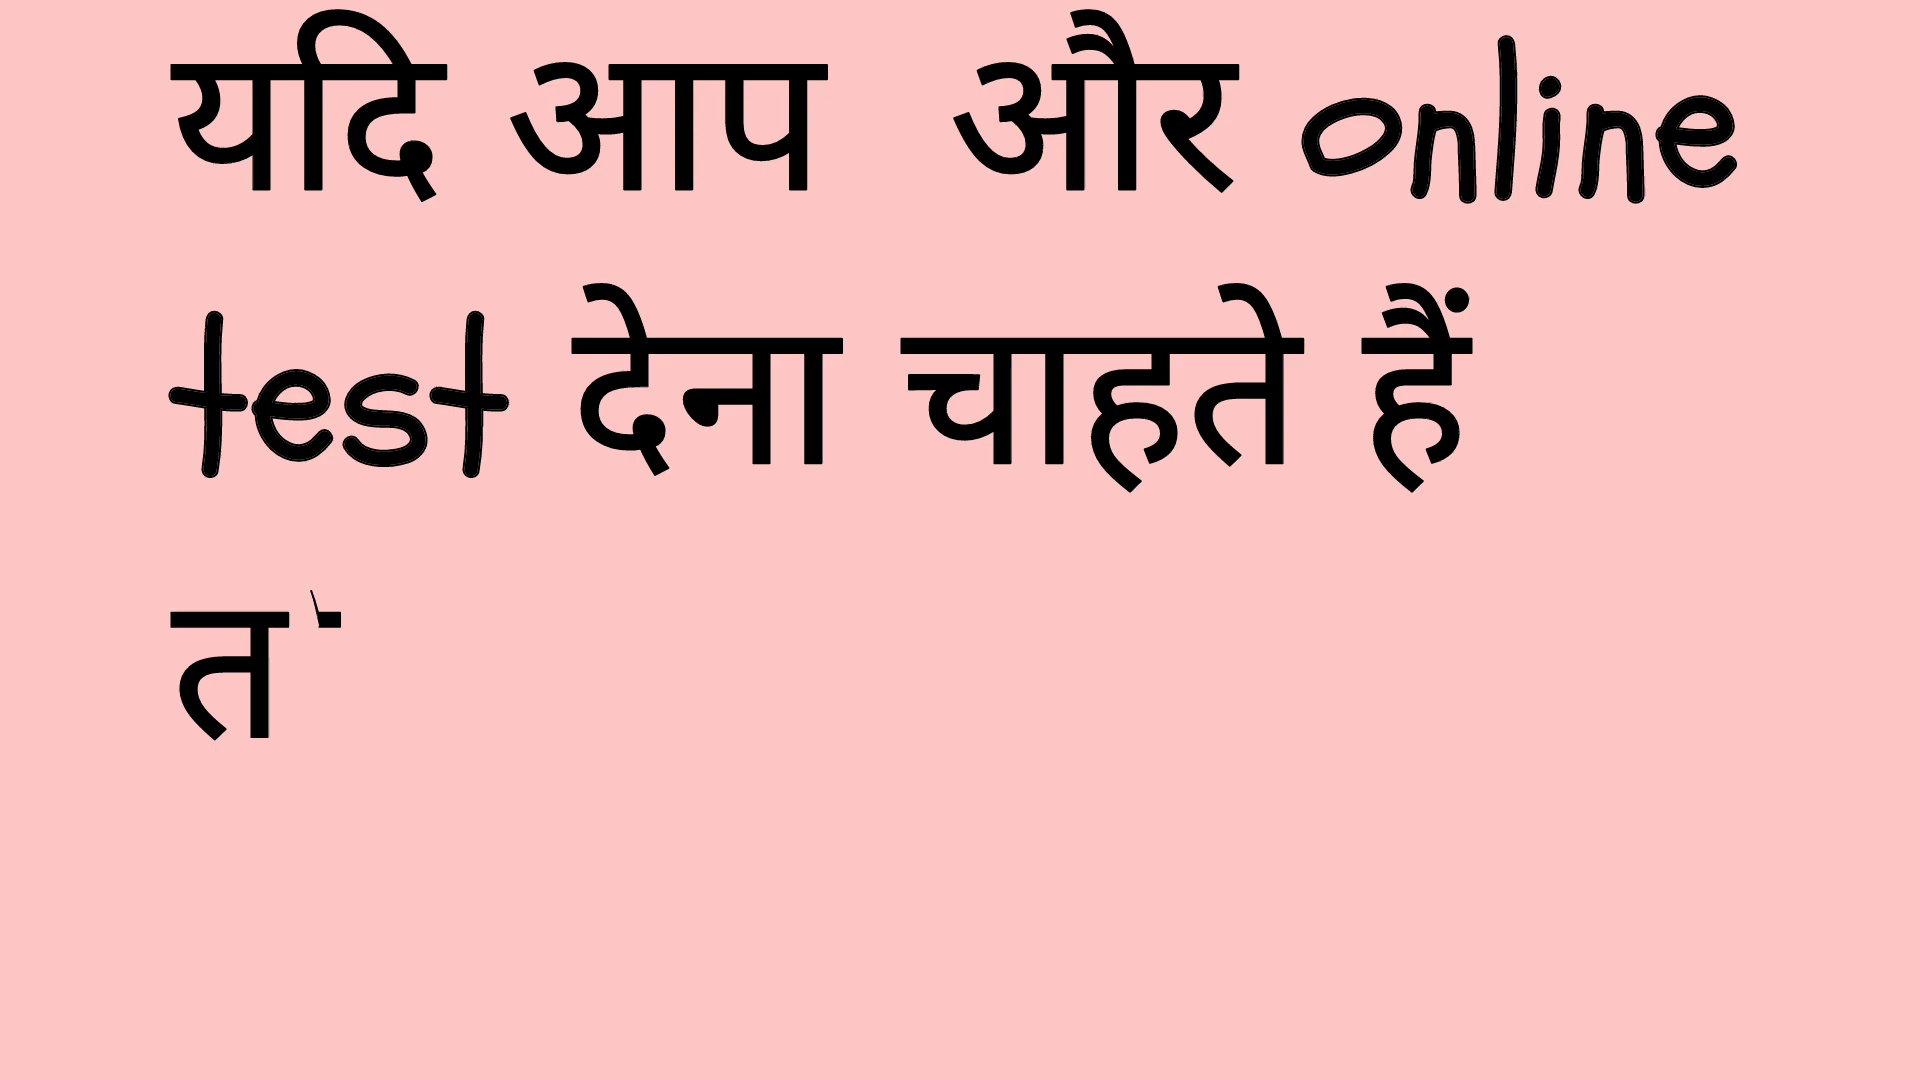 यदि आप और online
test देना चाहते हैं
त